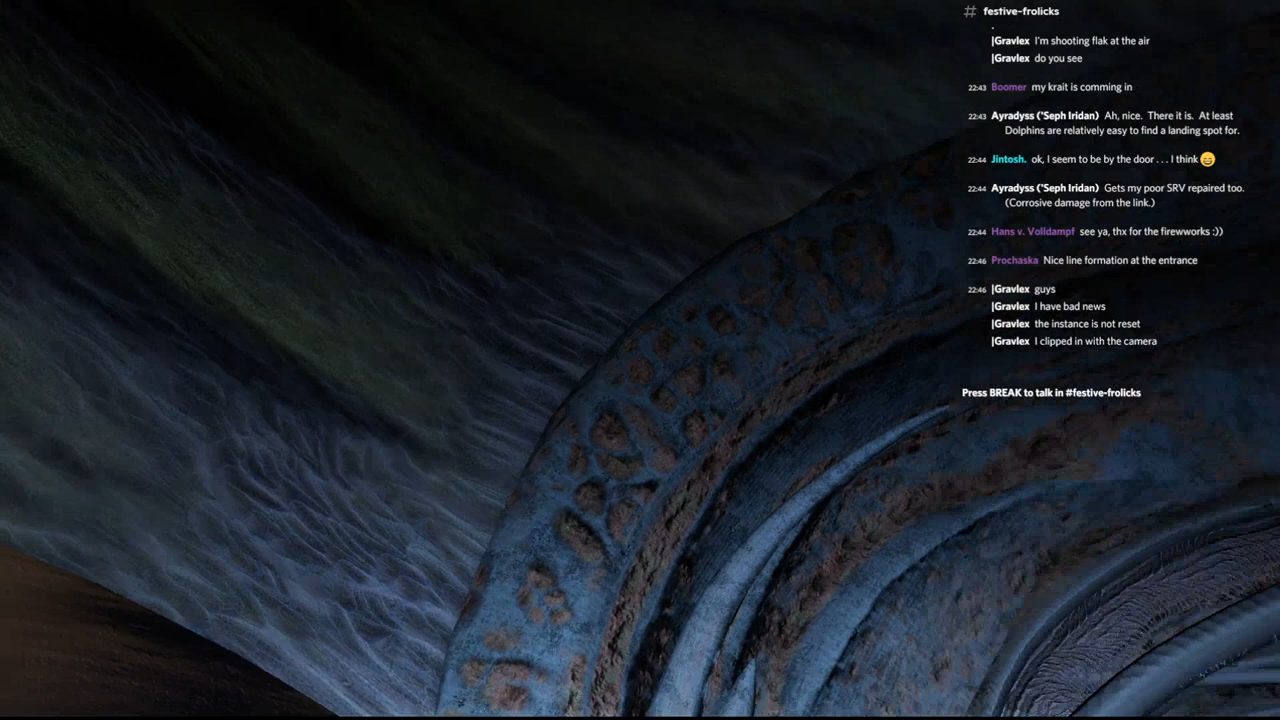 # festive-frolicks
|Gravlex I'm shooting flak at the air
|Gravlex do you see
22:43 Boomer my krait is comming in
22:43 Ayradyss ('Seph Iridan) Ah, nice. There it is. At least
Dolphins are relatively easy to find a landing spot for.
22:44 Jintosh. ok, I seem to be by the door . . . I think 😄
22:44 Ayradyss ('Seph Iridan) Gets my poor SRV repaired too.
(Corrosive damage from the link.)
22:44 Hans v. Volldampf see ya, thx for the firewworks :))
22:46 Prochaska Nice line formation at the entrance
22:46 |Gravlex guys
|Gravlex I have bad news
|Gravlex the instance is not reset
|Gravlex I clipped in with the camera
Press BREAK to talk in #festive-frolicks